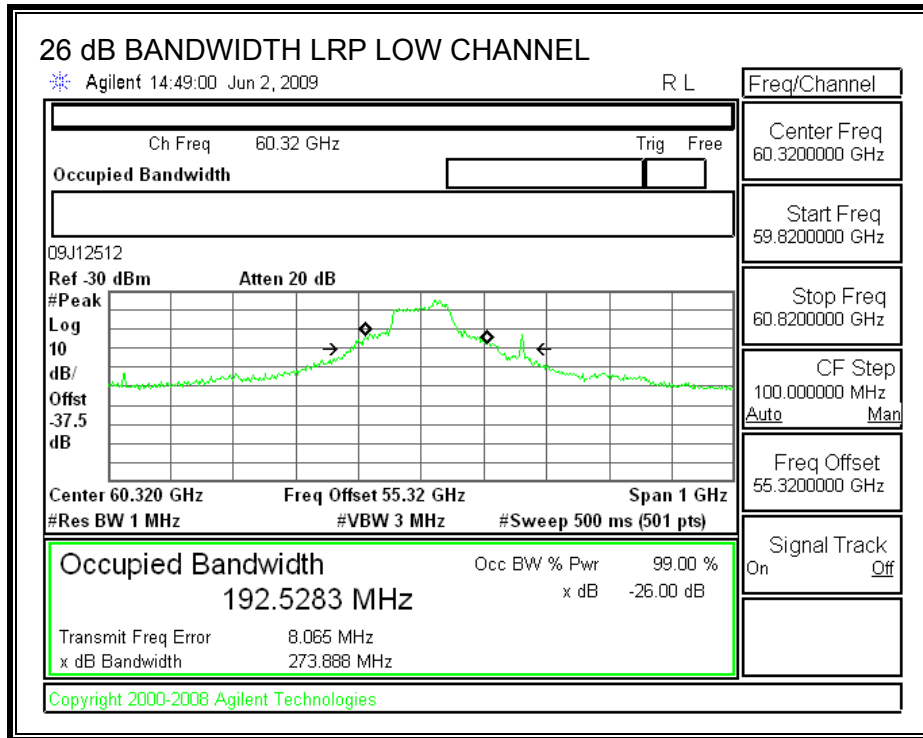 26 dB BANDWIDTH LRP LOW CHANNEL
Agilent 14:49:00 Jun 2, 2009 R L
Freq/Channel
Ch Freq 60.32 GHz Trig Free
Occupied Bandwidth
Center Freq
60.3200000 GHz
Start Freq
59.8200000 GHz
09J12512
Ref -30 dBm Atten 20 dB
#Peak
Log
10
dB/
Offst
-37.5
dB
Stop Freq
60.8200000 GHz
CF Step
100.000000 MHz
Auto Man
Freq Offset
55.3200000 GHz
Center 60.320 GHz Freq Offset 55.32 GHz Span 1 GHz
#Res BW 1 MHz #VBW 3 MHz #Sweep 500 ms (501 pts)
Signal Track
On Off
Occupied Bandwidth Occ BW % Pwr 99.00 %
192.5283 MHz x dB -26.00 dB
Transmit Freq Error 8.065 MHz
x dB Bandwidth 273.888 MHz
Copyright 2000-2008 Agilent Technologies